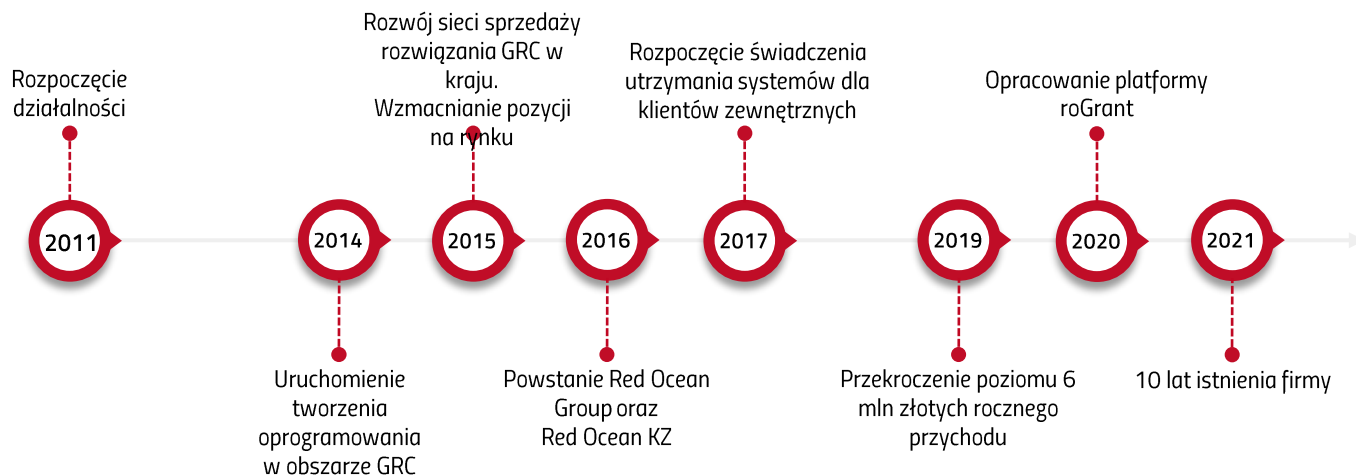 Rozpoczęcie
działalności
2011
Uruchomienie
tworzenia
oprogramowania
w obszarze GRC
2014
Rozwój sieci sprzedaży
rozwiązania GRC w
kraju.
Wzmacnianie pozycji
na rynku
2015
2016
Powstanie Red Ocean
Group oraz
Red Ocean KZ
Rozpoczęcie świadczenia
utrzymania systemów dla
klientów zewnętrznych
2017
2019
Przekroczenie poziomu 6
mln złotych rocznego
przychodu
Opracowanie platformy
roGrant
2020
2021
10 lat istnienia firmy